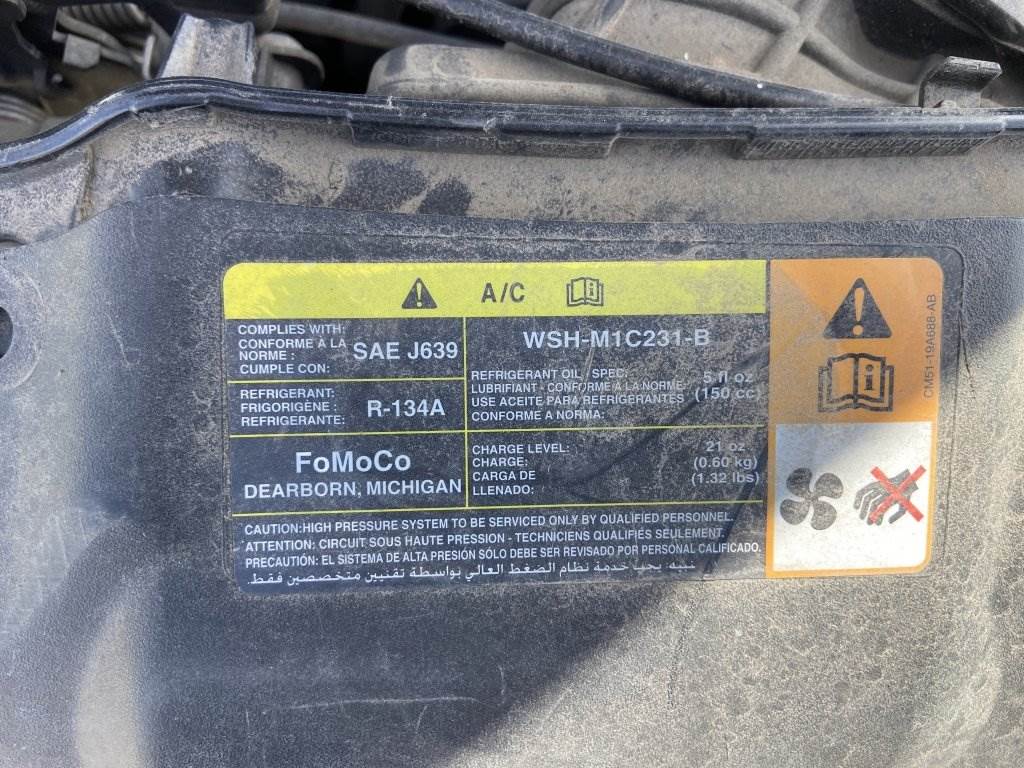 A/C
COMPLIES WITH:
CONFORME À LA
NORME :
CUMPLE CON:
SAE J639
REFRIGERANT:
FRIGORIGÈNE :
REFRIGERANTE:
R-134A
FoMoCo
DEARBORN, MICHIGAN
WSH-M1C231-B
REFRIGERANT OIL / SPEC:
LUBRIFIANT - CONFORME À LA NORME:
USE ACEITE PARA REFRIGERANTES
CONFORME A NORMA:
5 fl oz
(150 cc)
CHARGE LEVEL:
CHARGE:
CARGA DE
LLENADO:
21 oz
(0.60 kg)
(1.32 lbs)
CAUTION:HIGH PRESSURE SYSTEM TO BE SERVICED ONLY BY QUALIFIED PERSONNEL.
ATTENTION: CIRCUIT SOUS HAUTE PRESSION - TECHNICIENS QUALIFIÉS SEULEMENT.
PRECAUCIÓN: EL SISTEMA DE ALTA PRESIÓN SÓLO DEBE SER REVISADO POR PERSONAL CALIFICADO.
تنبيه: يجب خدمة نظام الضغط العالي بواسطة تقنيين متخصصين فقط.
CM51-19A688-AB